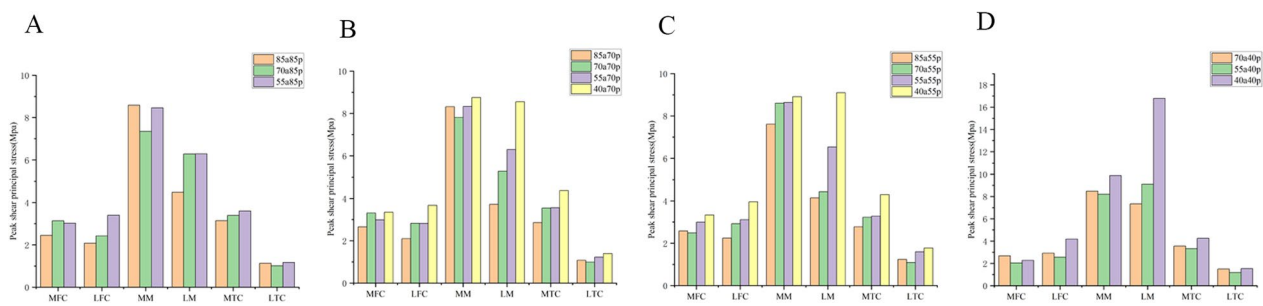 A
85a85p
70a85p
55a85p
Peak shear principal stress(Mpa)
10
8
6
4
2
0
MFC LFC MM LM MTC LTC
B
85a70p
70a70p
55a70p
40a70p
Peak shear principal stress(Mpa)
10
8
6
4
2
0
MFC LFC MM LM MTC LTC
C
85a55p
70a55p
55a55p
40a55p
Peak shear principal stress(Mpa)
10
8
6
4
2
0
MFC LFC MM LM MTC LTC
D
70a40p
55a40p
40a40p
Peak shear principal stress(Mpa)
18
16
14
12
10
8
6
4
2
0
MFC LFC MM LM MTC LTC